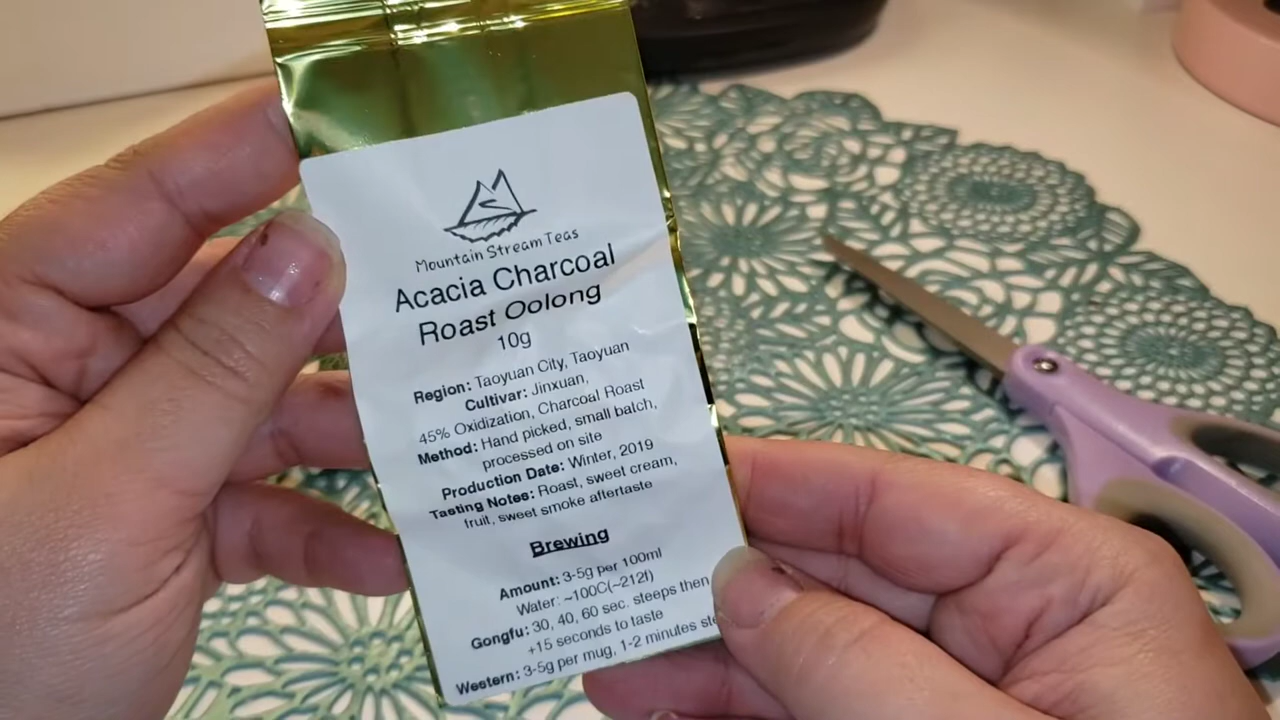 Mountain Stream Teas
Acacia Charcoal
Roast Oolong
10g
Region: Taoyuan City, Taoyuan
Cultivar: Jinxuan,
45% Oxidization, Charcoal Roast
Method: Hand picked, small batch,
processed on site
Production Date: Winter, 2019
Tasting Notes: Roast, sweet cream,
fruit, sweet smoke aftertaste
Brewing
Amount: 3-5g per 100ml
Water: ~100C(~212f)
Gongfu: 30, 40, 60 sec. steeps then
+15 seconds to taste
Western: 3-5g per mug, 1-2 minutes